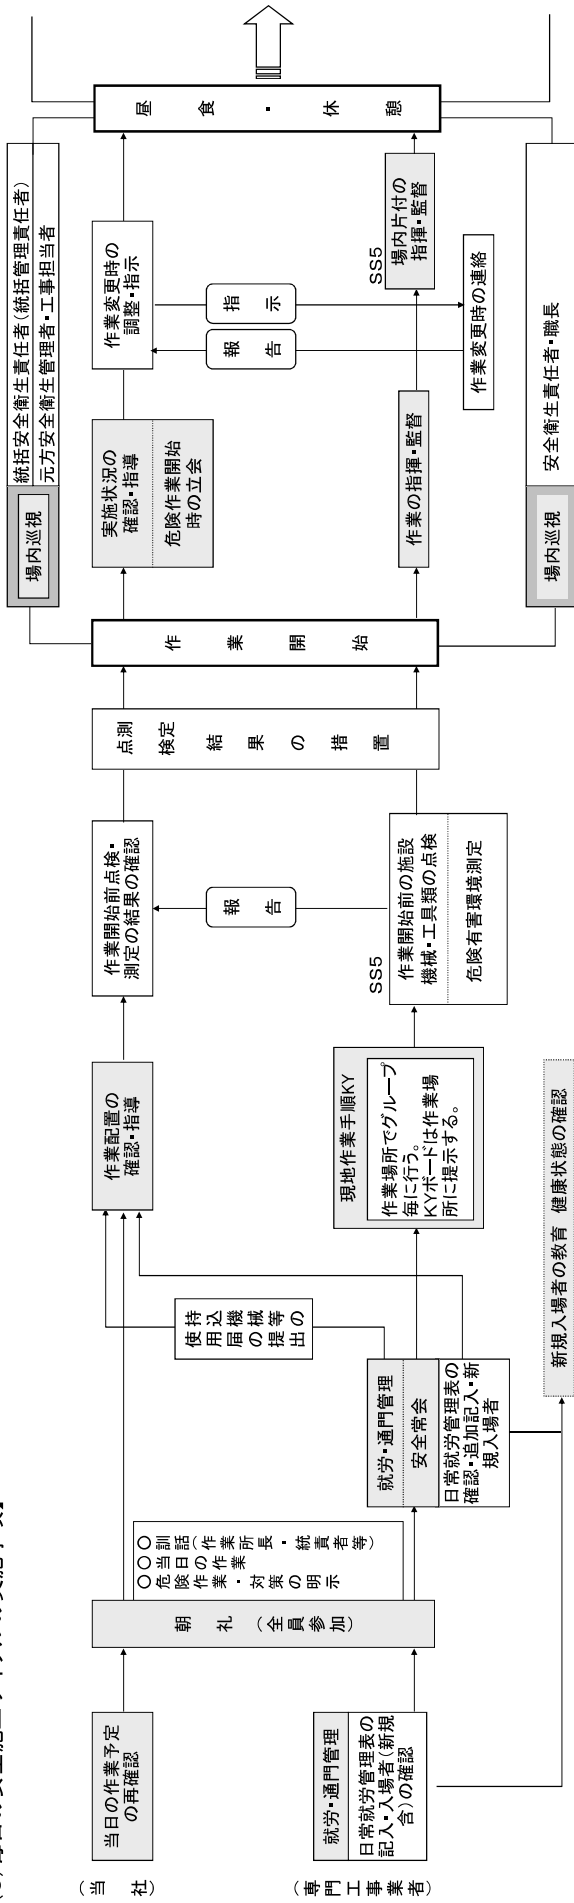 (当社)
当日の作業予定
の再確認
(専門工事業者)
就労・通門管理
日常就労管理表の
記入・入場者(新規
含)の確認
朝礼(全員参加)
○訓話(作業所長・統責者等)
○当日の作業
○危険作業・対策の明示
就労・通門管理
安全常会
日常就労管理表の
確認・追加記入・新
規入場者
持込機械等の
使用届の提出
新規入場者の教育 健康状態の確認
作業配置の
確認・指導
現地作業手順KY
作業場所でグループ
毎に行う。
KYボードは作業場
所に提示する。
作業開始前点検・
測定の結果の確認
報告
SS5
作業開始前の施設
機械・工具類の点検
危険有害環境測定
点検
測定結果の措置
作業開始
場内巡視
統括安全衛生責任者(統括管理責任者)
元方安全衛生管理者・工事担当者
実施状況の
確認・指導
危険作業開始
時の立会
作業変更時の
調整・指示
報告
指示
作業の指揮・監督
SS5
場内片付の
指揮・監督
作業変更時の連絡
場内巡視
安全衛生責任者・職長
昼食・休憩